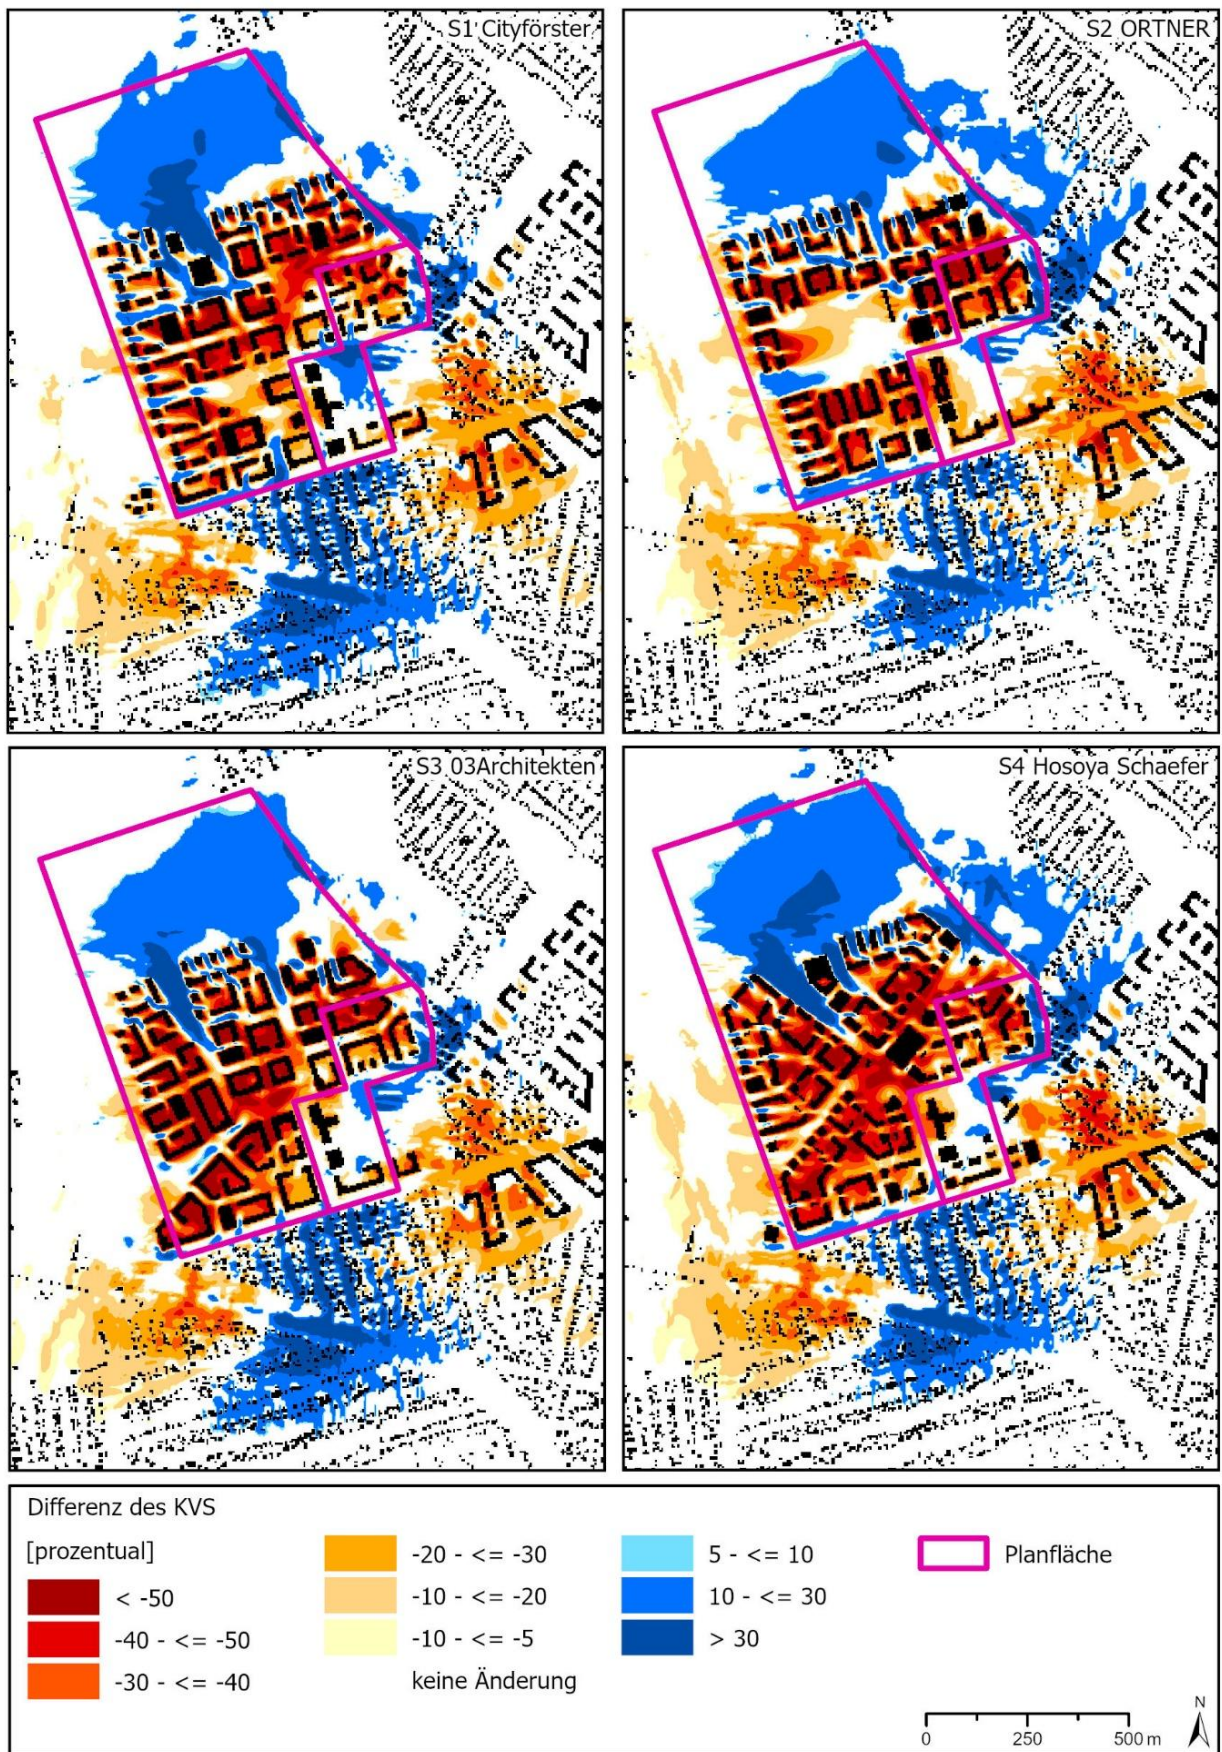 S1 Cityförster
S2 ORTNER
S3 03Architekten
S4 Hosoya Schaefer
Differenz des KVS
[prozentual]
< -50
-40 - <= -50
-30 - <= -40
-20 - <= -30
-10 - <= -20
-10 - <= -5
keine Änderung
5 - <= 10
10 - <= 30
> 30
Planfläche
N
0 250 500 m